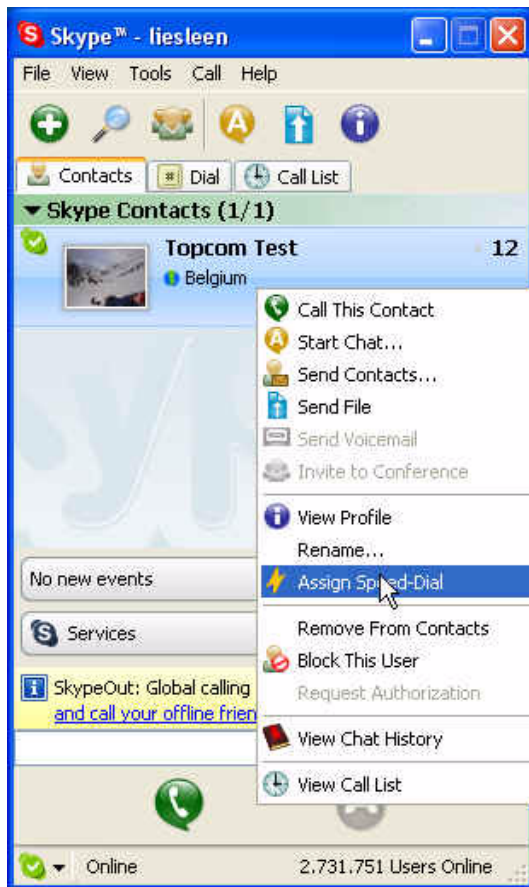 Skype™ - liesleen
File View Tools Call Help
Contacts # Dial Call List
Skype Contacts (1/1)
Topcom Test 12
Belgium
Call This Contact
Start Chat...
Send Contacts...
Send File
Send Voicemail
Invite to Conference
View Profile
Rename...
Assign Speed-Dial
Remove From Contacts
Block This User
Request Authorization
View Chat History
View Call List
No new events
Services
SkypeOut: Global calling
and call your offline frien
Online 2.731.751 Users Online